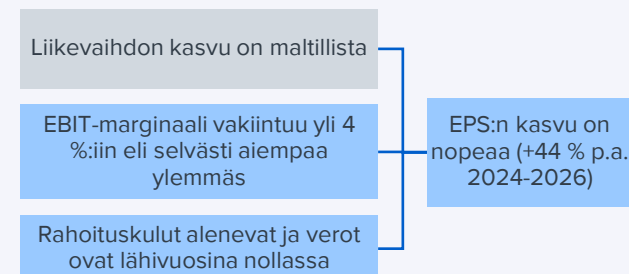 Liikevaihdon kasvu on maltillista
EBIT-marginaali vakiintuu yli 4
%:iin eli selvästi aiempaa
ylemmäs
EPS:n kasvu on
nopeaa (+44 % p.a.
2024-2026)
Rahoituskulut alenevat ja verot
ovat lähivuosina nollassa